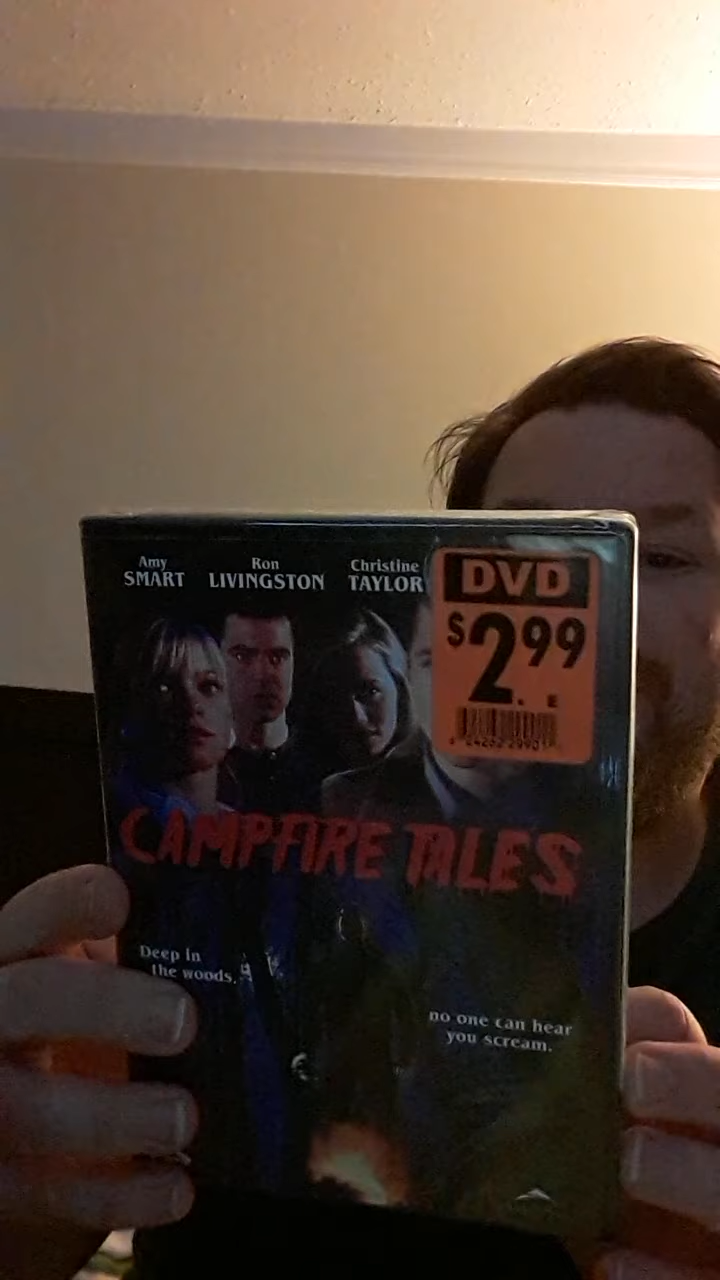 Amy
SMART
Ron
LIVINGSTON
Christine
TAYLOR
DVD
$2.99
E
CAMPFIRE TALES
Deep in
the woods,
no one can hear
you scream.